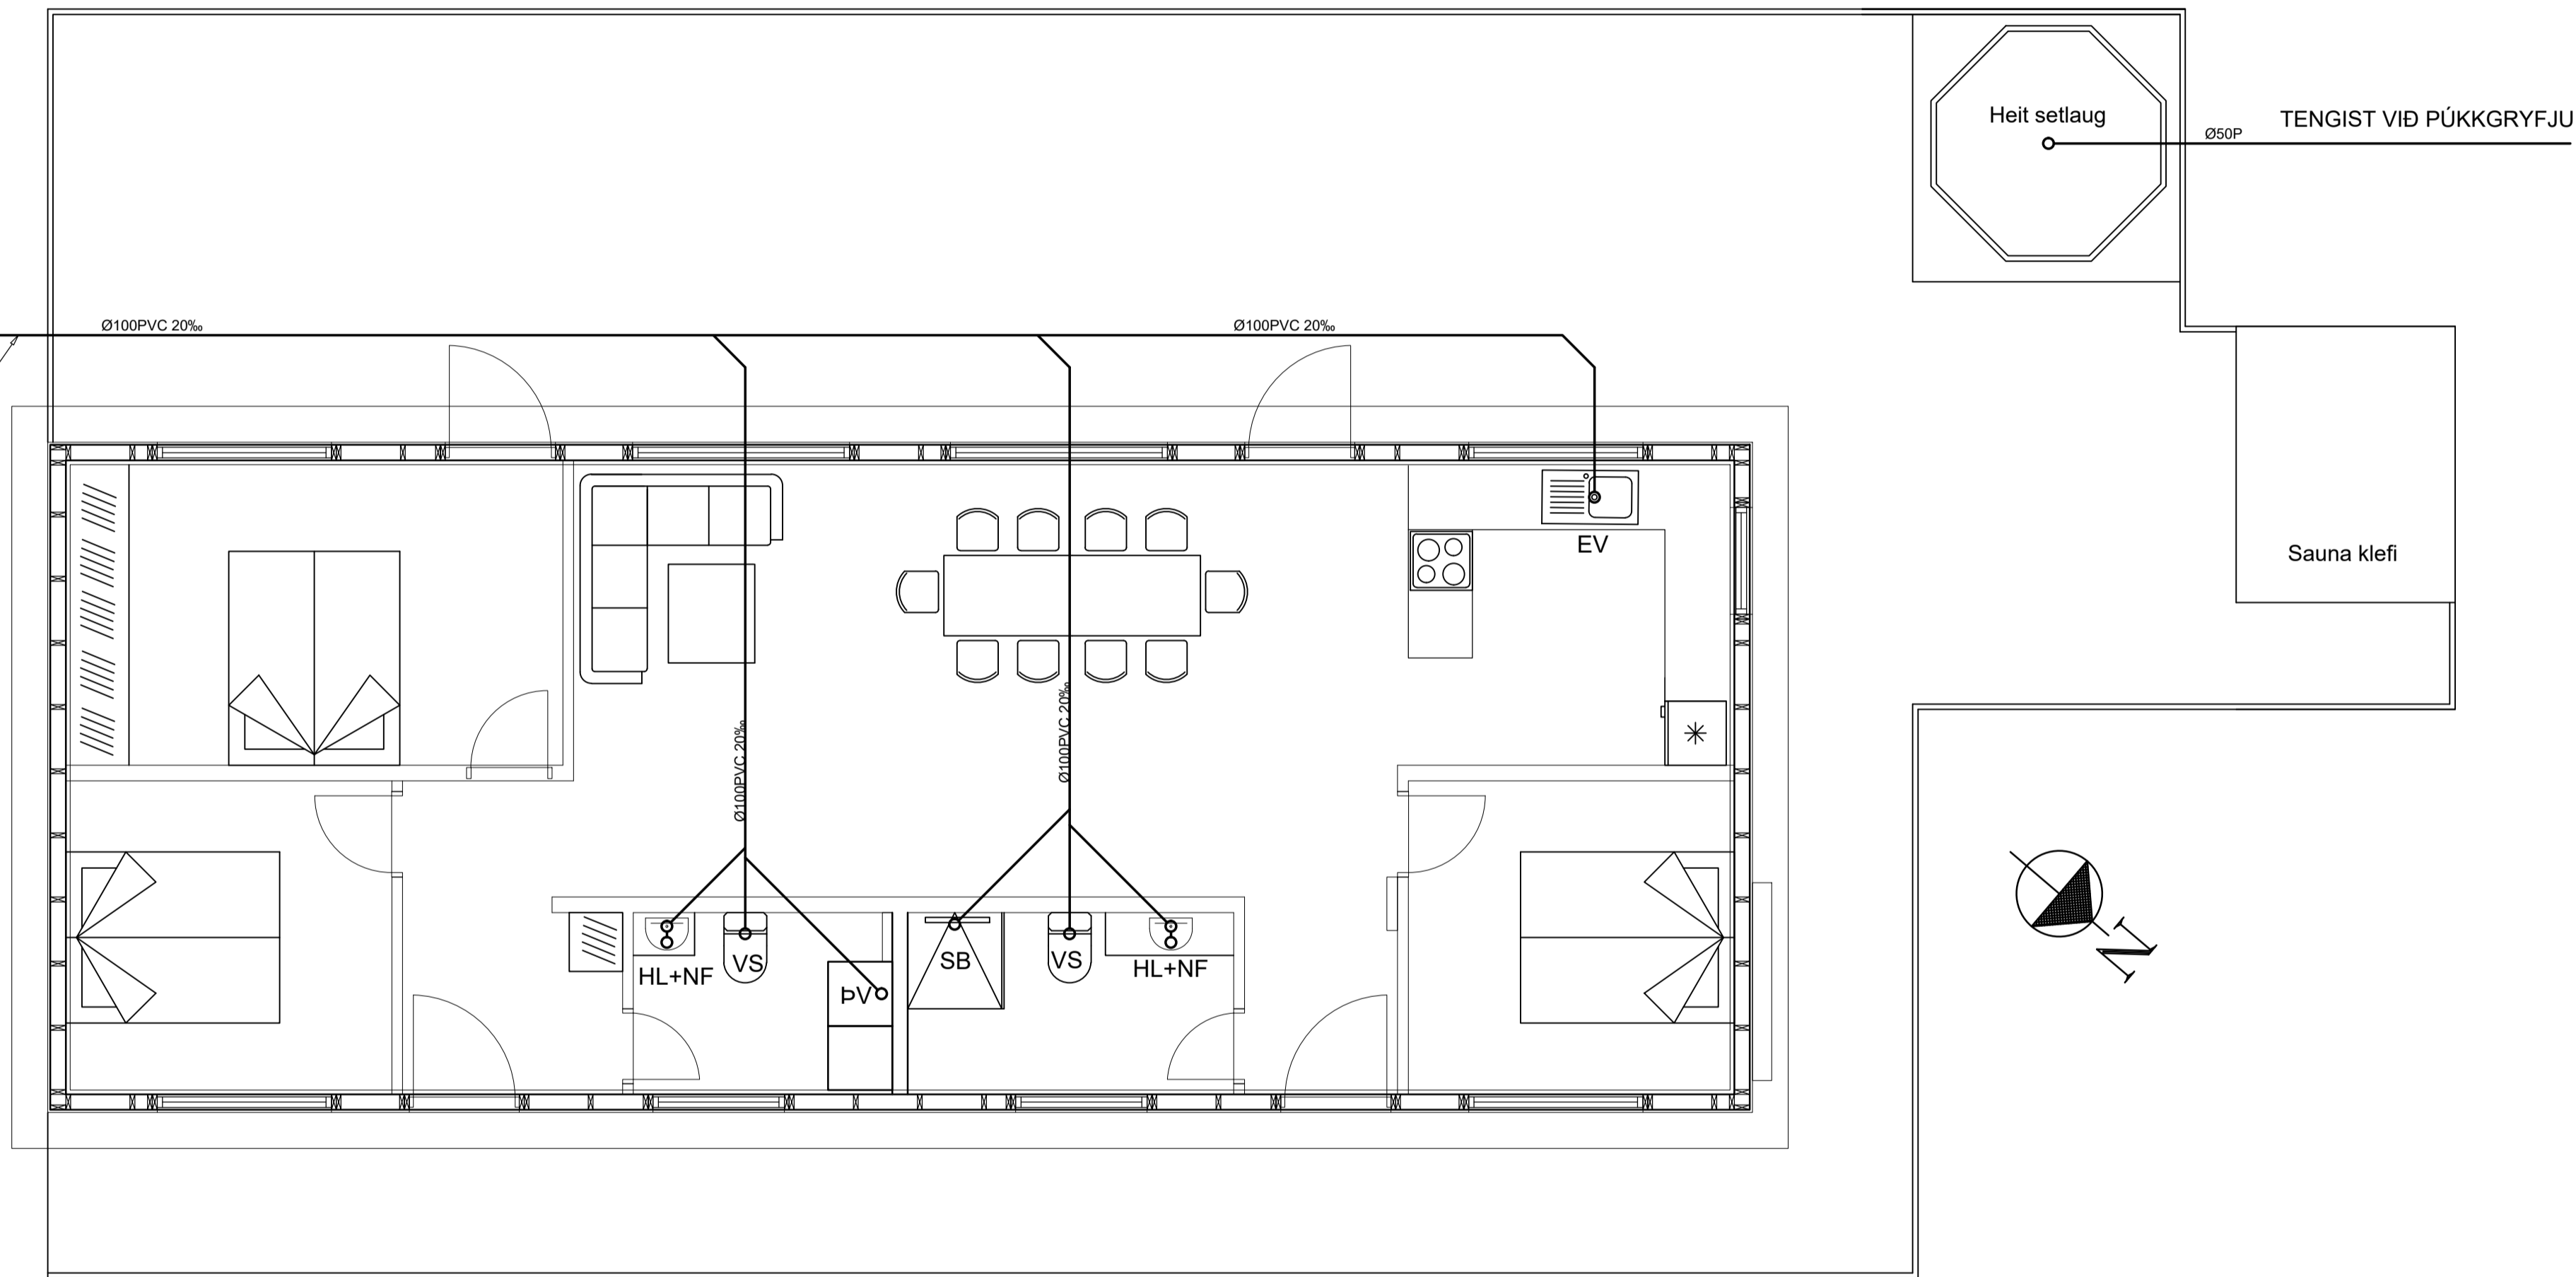 Heit setlaug
TENGIST VIÐ PÚKKGRYFJU
Ø50P
Ø100PVC 20‰
Ø100PVC 20‰
EV
Sauna klefi
Ø100PVC 20‰
Ø100PVC 20‰
HL+NF
VS
ÞV
SB
VS
HL+NF
N